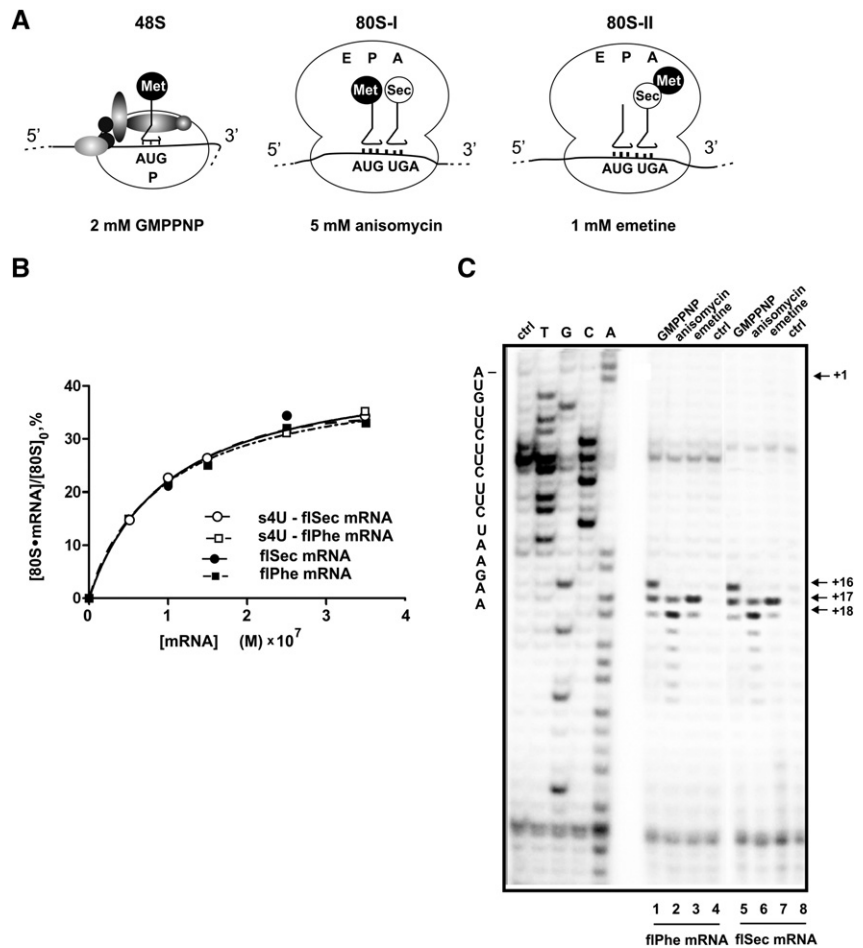 A
48S 80S-I 80S-II
E P A E P A
Met Met Sec Sec Met
5' 3' 5' 3' 5' 3'
AUG AUG UGA AUG UGA
P
2 mM GMPPNP 5 mM anisomycin 1 mM emetine
B
[80S•mRNA]/[80S]0,%
40
30
20
10
0
0 1 2 3 4
[mRNA] (M) ×10⁷
s4U - flSec mRNA
s4U - flPhe mRNA
flSec mRNA
flPhe mRNA
C
ctrl T G C A GMPPNP anisomycin emetine ctrl GMPPNP anisomycin emetine ctrl
A –
U
G
U
U
C
U
U
C
U
U
C
U
A
A
G
A
A
+1
+16
+17
+18
1 2 3 4 5 6 7 8
flPhe mRNA flSec mRNA